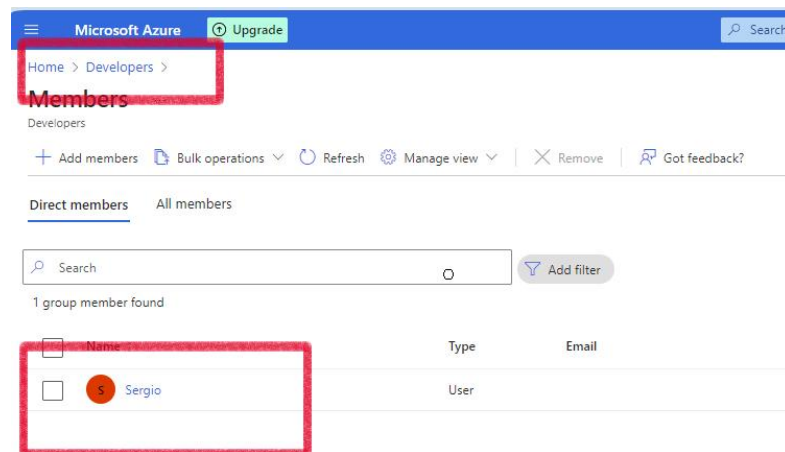 Microsoft Azure Upgrade Search
Home > Developers >
Members
Developers
Add members Bulk operations Refresh Manage view Remove Got feedback?
Direct members All members
Search Add filter
1 group member found
Name Type Email
S Sergio User